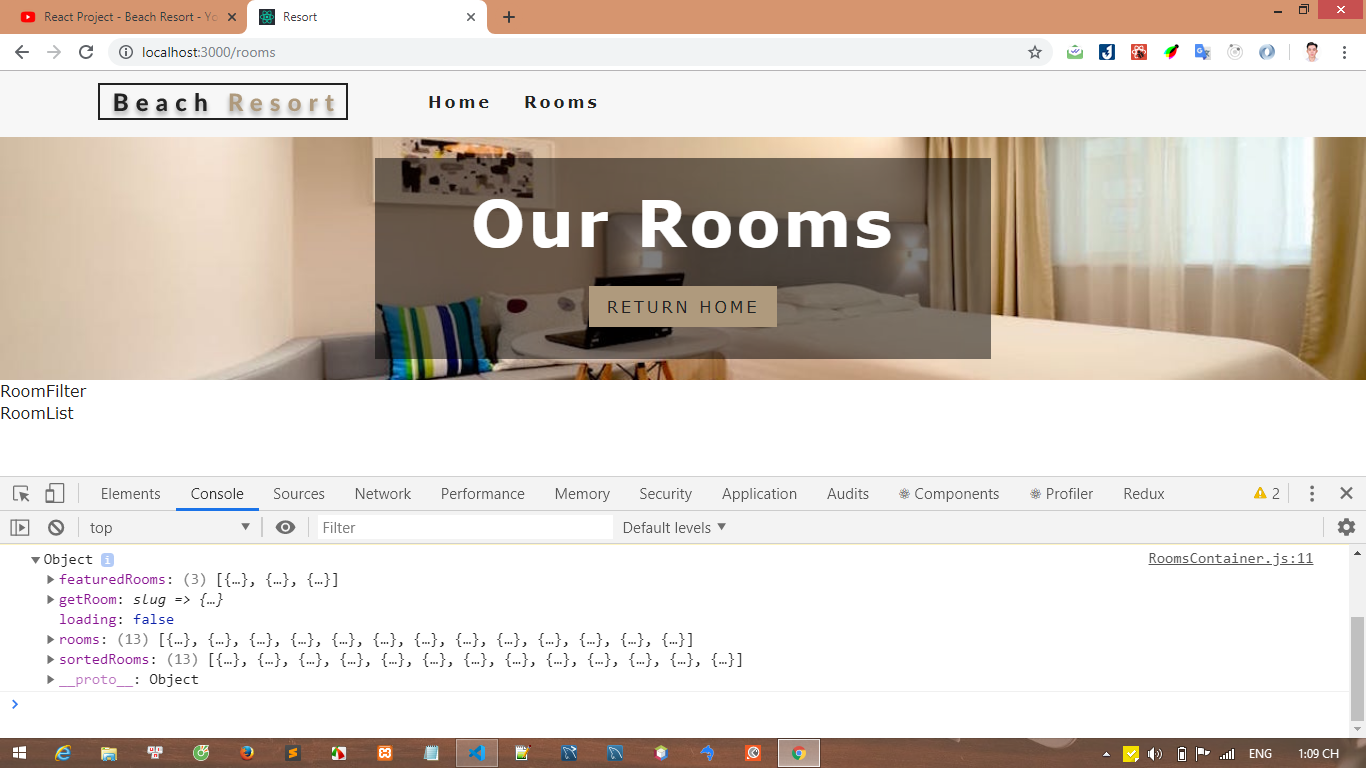 React Project - Beach Resort - Yo
Resort
localhost:3000/rooms
Beach Resort Home Rooms
Our Rooms
RETURN HOME
RoomFilter
RoomList
Elements Console Sources Network Performance Memory Security Application Audits Components Profiler Redux 2
top Filter Default levels
Object i RoomsContainer.js:11
featuredRooms: (3) [{…}, {…}, {…}]
getRoom: slug => {…}
loading: false
rooms: (13) [{…}, {…}, {…}, {…}, {…}, {…}, {…}, {…}, {…}, {…}, {…}, {…}, {…}]
sortedRooms: (13) [{…}, {…}, {…}, {…}, {…}, {…}, {…}, {…}, {…}, {…}, {…}, {…}, {…}]
__proto__: Object
ENG 1:09 CH